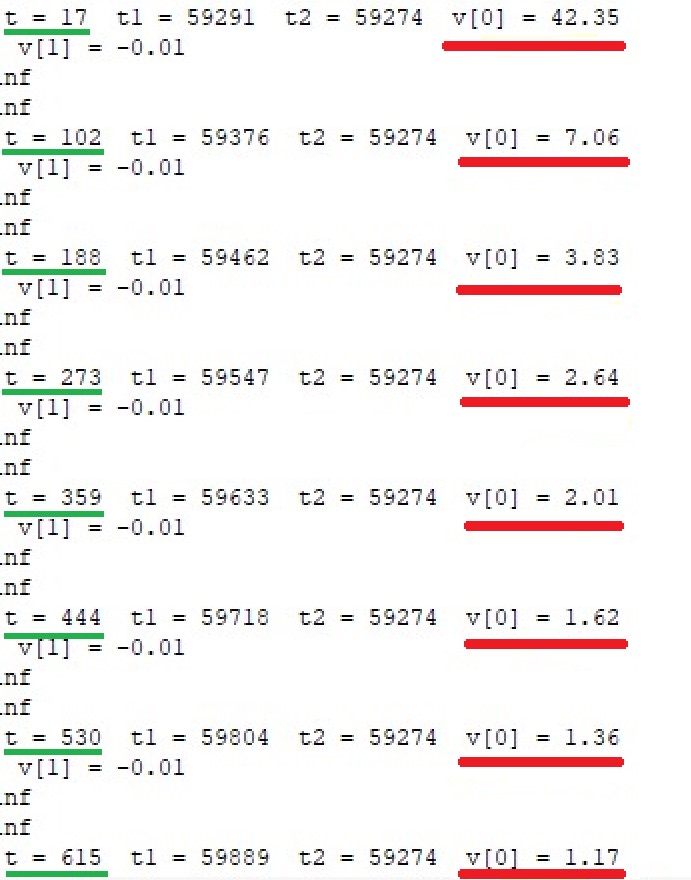 t = 17  t1 = 59291  t2 = 59274  v[0] = 42.35
v[1] = -0.01
nf
nf
t = 102  t1 = 59376  t2 = 59274  v[0] = 7.06
v[1] = -0.01
nf
nf
t = 188  t1 = 59462  t2 = 59274  v[0] = 3.83
v[1] = -0.01
nf
nf
t = 273  t1 = 59547  t2 = 59274  v[0] = 2.64
v[1] = -0.01
nf
nf
t = 359  t1 = 59633  t2 = 59274  v[0] = 2.01
v[1] = -0.01
nf
nf
t = 444  t1 = 59718  t2 = 59274  v[0] = 1.62
v[1] = -0.01
nf
nf
t = 530  t1 = 59804  t2 = 59274  v[0] = 1.36
v[1] = -0.01
nf
nf
t = 615  t1 = 59889  t2 = 59274  v[0] = 1.17